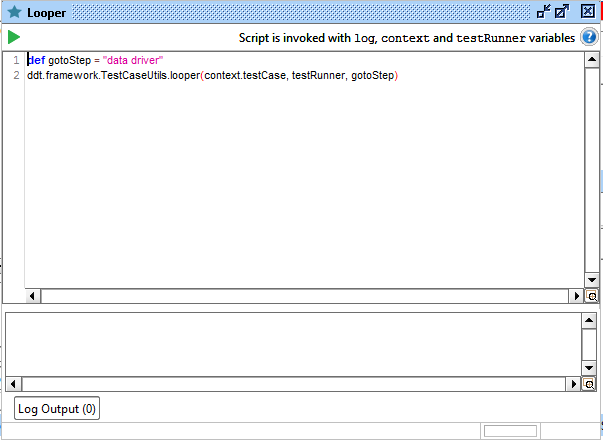 Looper
Script is invoked with log, context and testRunner variables
1 def gotoStep = "data driver"
2 ddt.framework.TestCaseUtils.looper(context.testCase, testRunner, gotoStep)
Log Output (0)